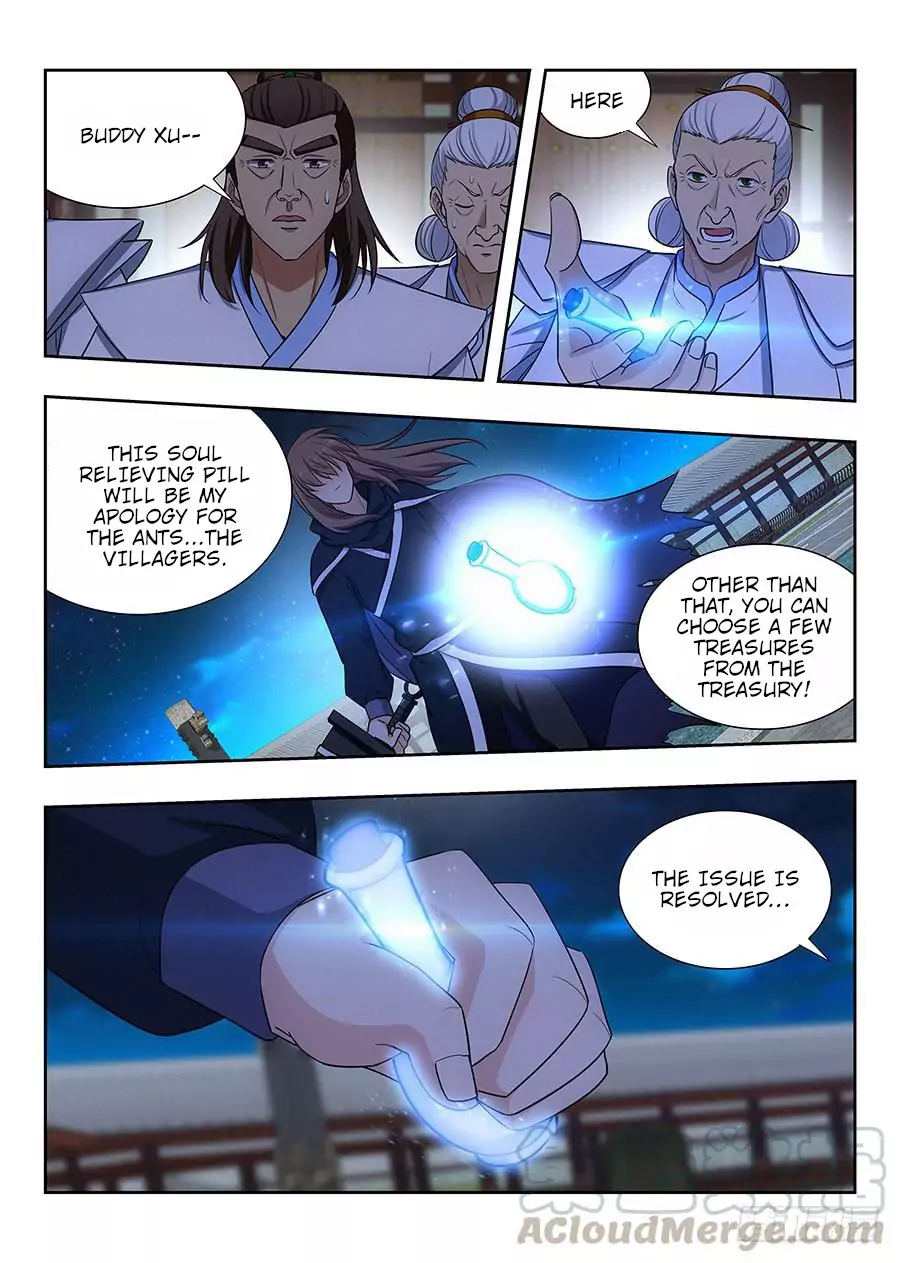 BUDDY XU--
HERE
THIS SOUL
RELIEVING PILL
WILL BE MY
APOLOGY FOR
THE ANTS...THE
VILLAGERS.
OTHER THAN
THAT, YOU CAN
CHOOSE A FEW
TREASURES
FROM THE
TREASURY!
THE ISSUE IS
RESOLVED...
ACloudMerge.com